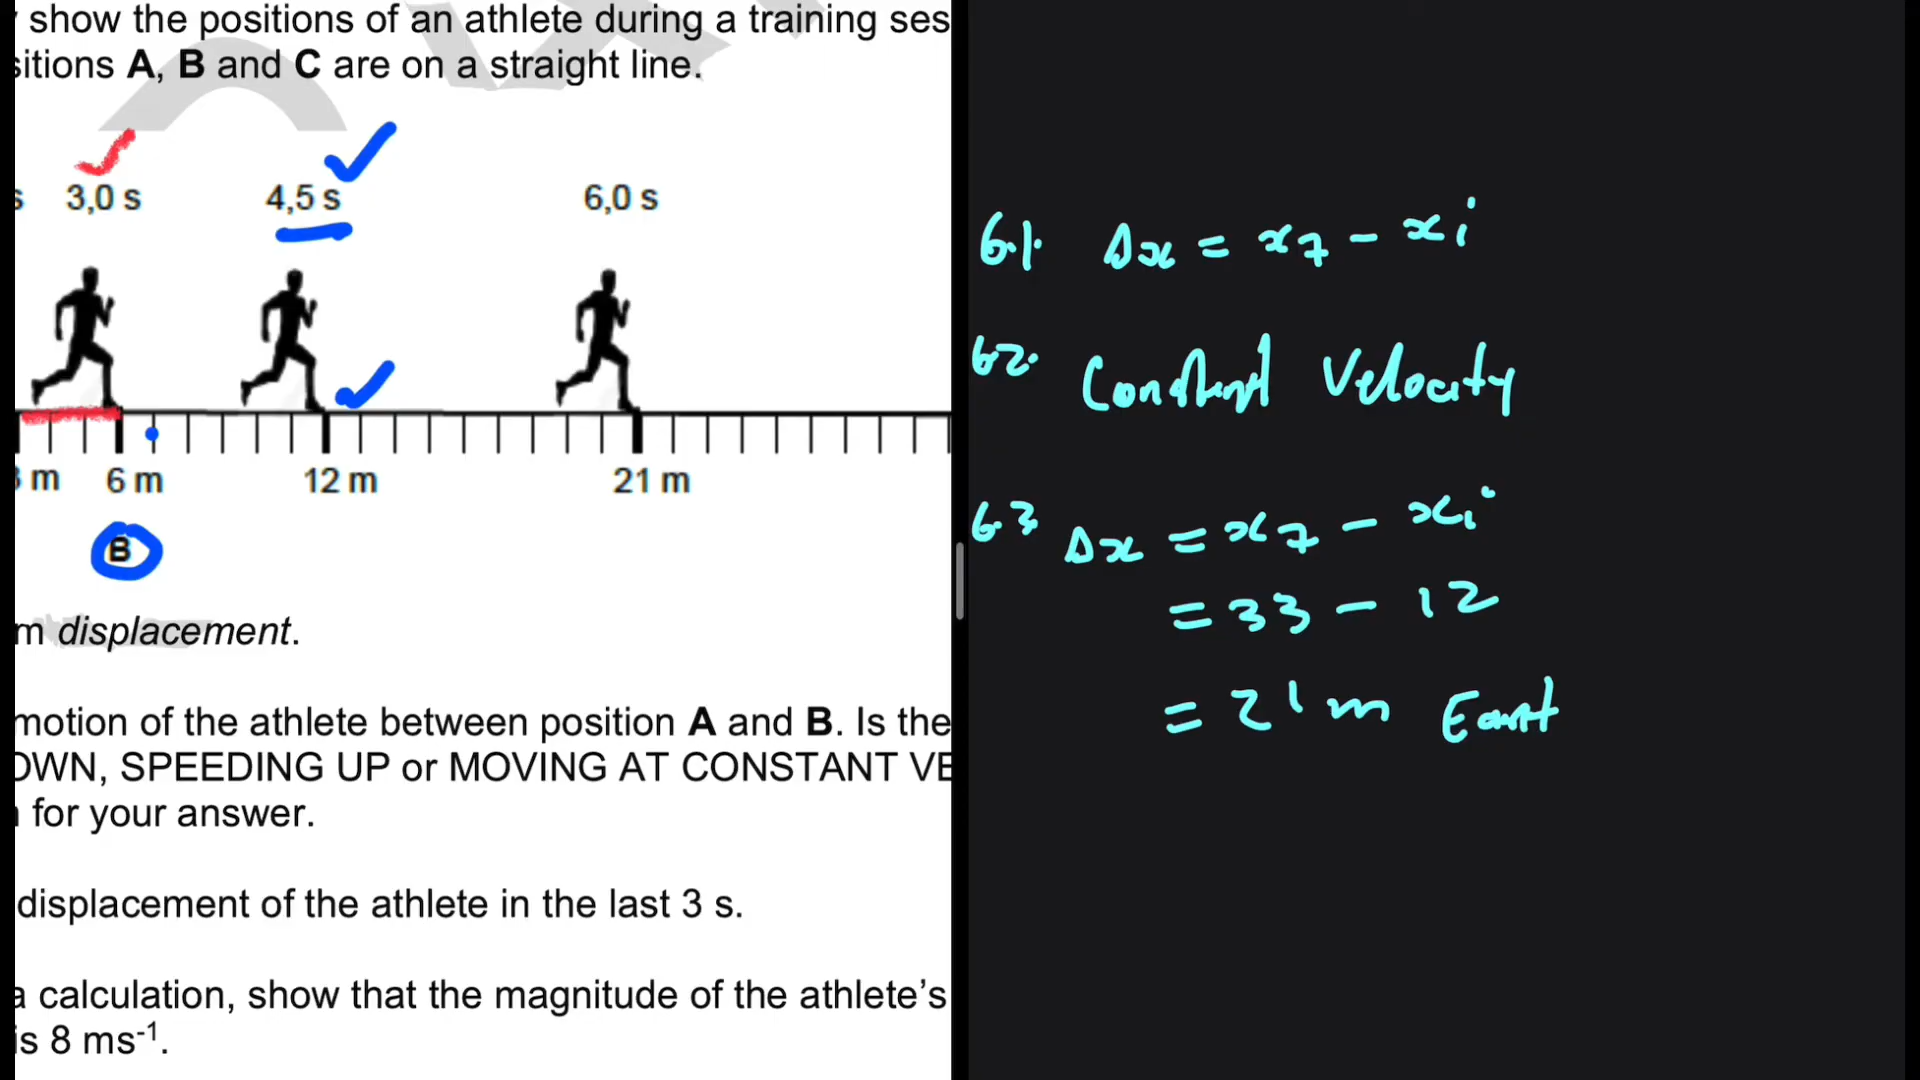 show the positions of an athlete during a training ses
sitions A, B and C are on a straight line.
s 3,0 s 4,5 s 6,0 s
m 6 m 12 m 21 m
B
m displacement.
motion of the athlete between position A and B. Is the
OWN, SPEEDING UP or MOVING AT CONSTANT VE
for your answer.
displacement of the athlete in the last 3 s.
a calculation, show that the magnitude of the athlete's
is 8 ms⁻¹.
6.1. Δx = xf - xi
6.2. Constant Velocity
6.3 Δx = xf - xi
= 33 - 12
= 21 m East